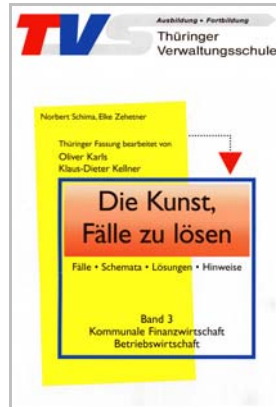 TVS
Ausbildung • Fortbildung
Thüringer
Verwaltungsschule
Norbert Schima, Elke Zehetner
Thüringer Fassung bearbeitet von
Oliver Karls
Klaus-Dieter Kellner
Die Kunst,
Fälle zu lösen
Fälle • Schemata • Lösungen • Hinweise
Band 3
Kommunale Finanzwirtschaft
Betriebswirtschaft